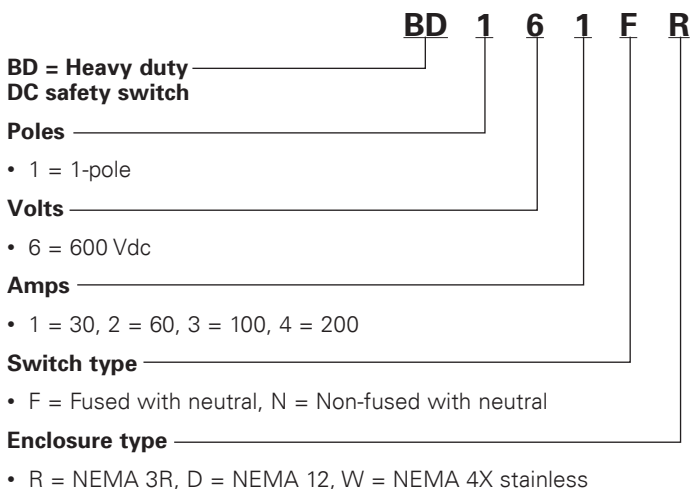 BD 1 6 1 F R
BD = Heavy duty
DC safety switch
Poles
• 1 = 1-pole
Volts
• 6 = 600 Vdc
Amps
• 1 = 30, 2 = 60, 3 = 100, 4 = 200
Switch type
• F = Fused with neutral, N = Non-fused with neutral
Enclosure type
• R = NEMA 3R, D = NEMA 12, W = NEMA 4X stainless